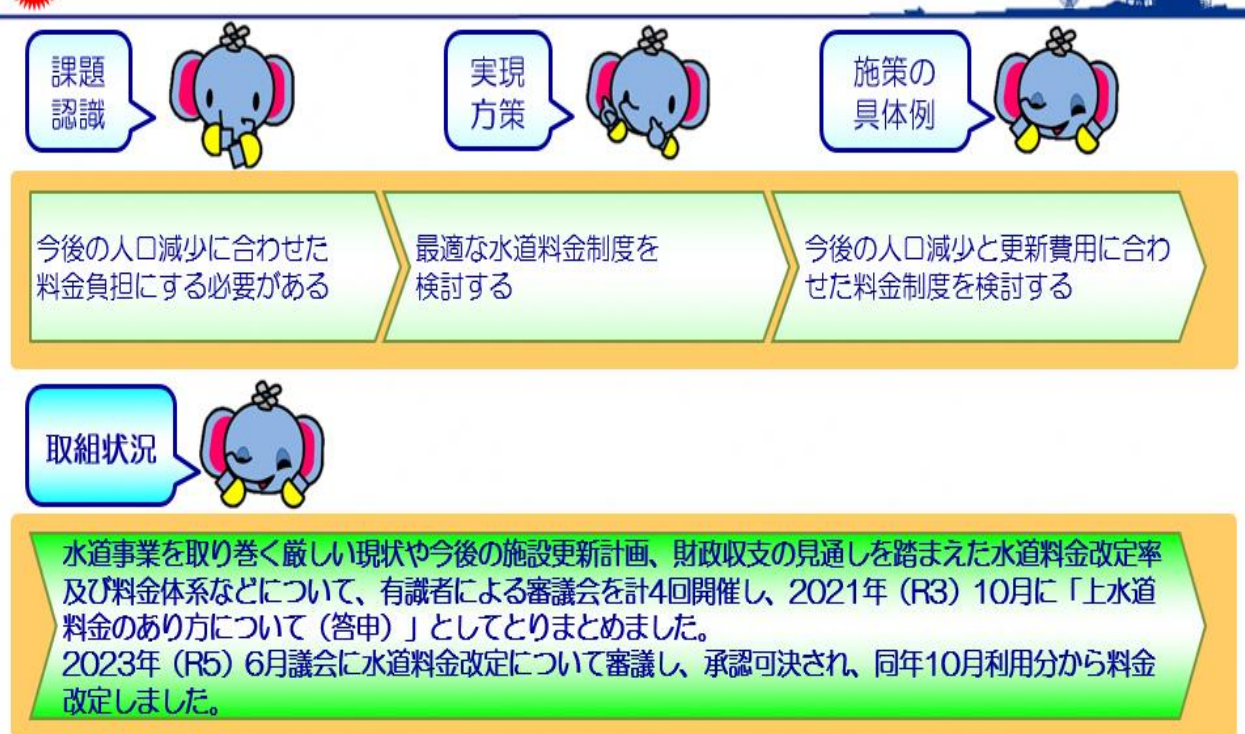 課題
認識
実現
方策
施策の
具体例
今後の人口減少に合わせた
料金負担にする必要がある
最適な水道料金制度を
検討する
今後の人口減少と更新費用に合わ
せた料金制度を検討する
取組状況
水道事業を取り巻く厳しい現状や今後の施設更新計画、財政収支の見通しを踏まえた水道料金改定率
及び料金体系などについて、有識者による審議会を計4回開催し、2021年（R3）10月に「上水道
料金のあり方について（答申）」としてとりまとめました。
2023年（R5）6月議会に水道料金改定について審議し、承認可決され、同年10月利用分から料金
改定しました。